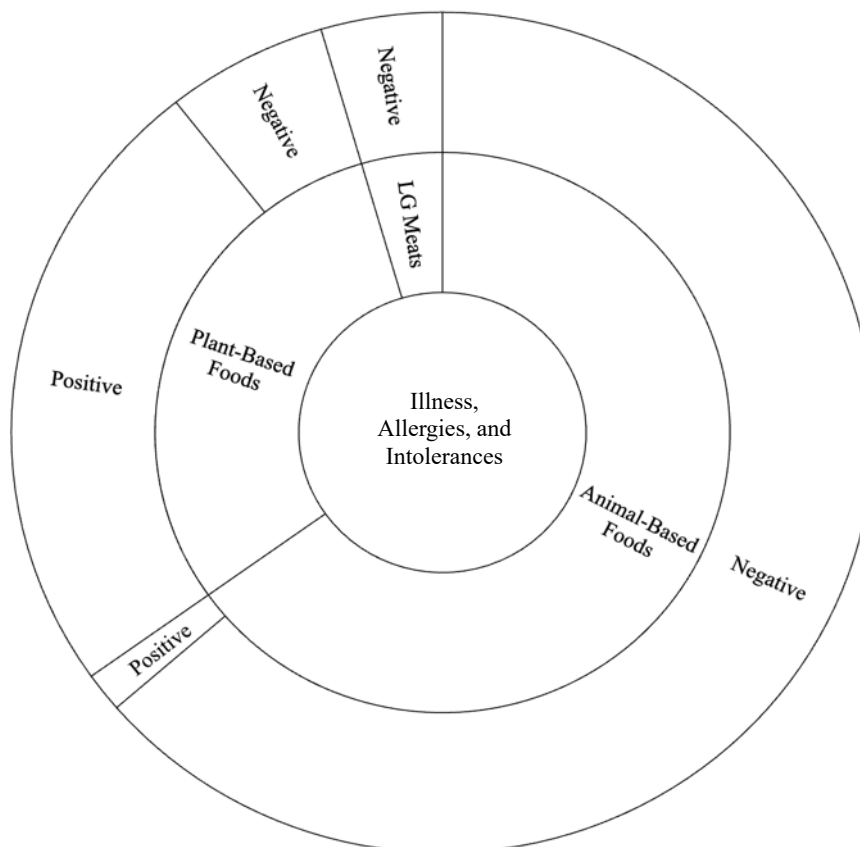 Negative
Negative
LG Meats
Plant-Based
Foods
Positive
Illness,
Allergies, and
Intolerances
Animal-Based
Foods
Negative
Positive